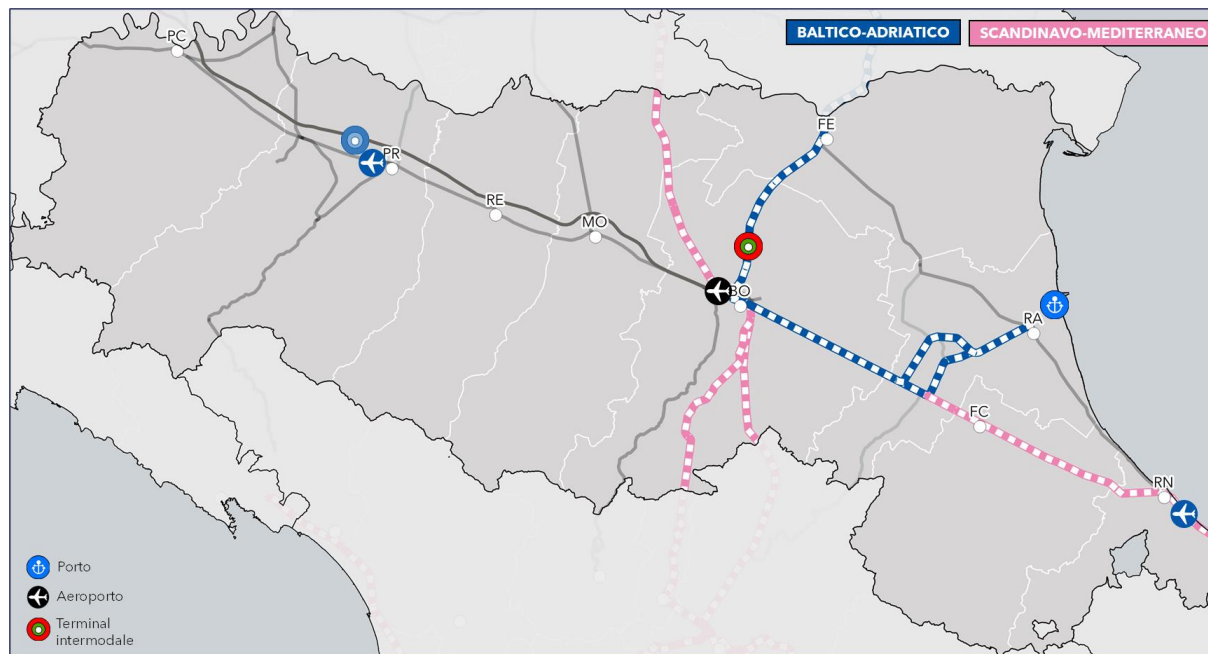 BALTICO-ADRIATICO
SCANDINAVO-MEDITERRANEO
PC
FE
PR
RE
MO
BO
RA
FC
RN
Porto
Aeroporto
Terminal
intermodale